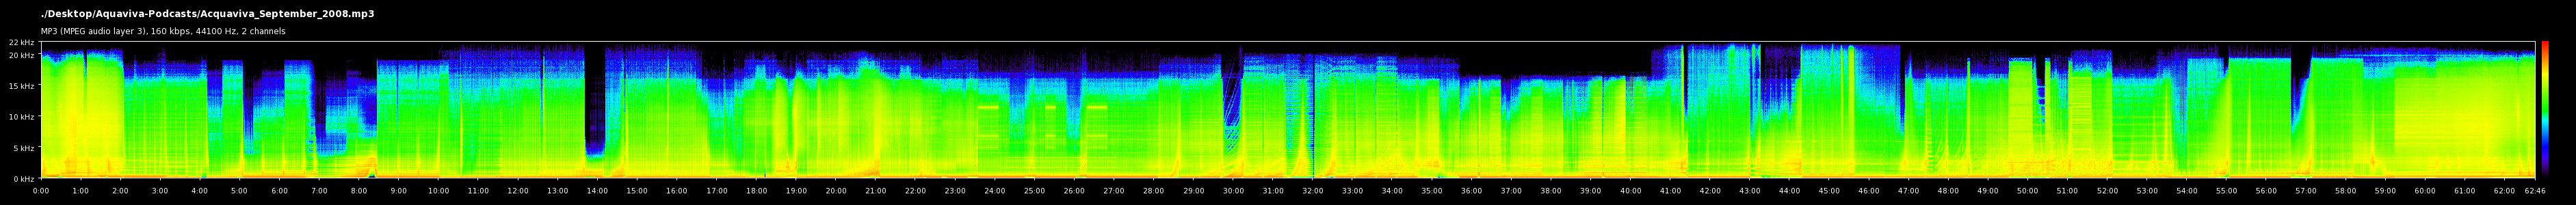 ./Desktop/Aquaviva-Podcasts/Acquaviva_September_2008.mp3
MP3 (MPEG audio layer 3), 160 kbps, 44100 Hz, 2 channels
22 kHz
20 kHz
15 kHz
10 kHz
5 kHz
0 kHz
0:00 1:00 2:00 3:00 4:00 5:00 6:00 7:00 8:00 9:00 10:00 11:00 12:00 13:00 14:00 15:00 16:00 17:00 18:00 19:00 20:00 21:00 22:00 23:00 24:00 25:00 26:00 27:00 28:00 29:00 30:00 31:00 32:00 33:00 34:00 35:00 36:00 37:00 38:00 39:00 40:00 41:00 42:00 43:00 44:00 45:00 46:00 47:00 48:00 49:00 50:00 51:00 52:00 53:00 54:00 55:00 56:00 57:00 58:00 59:00 60:00 61:00 62:00 62:46